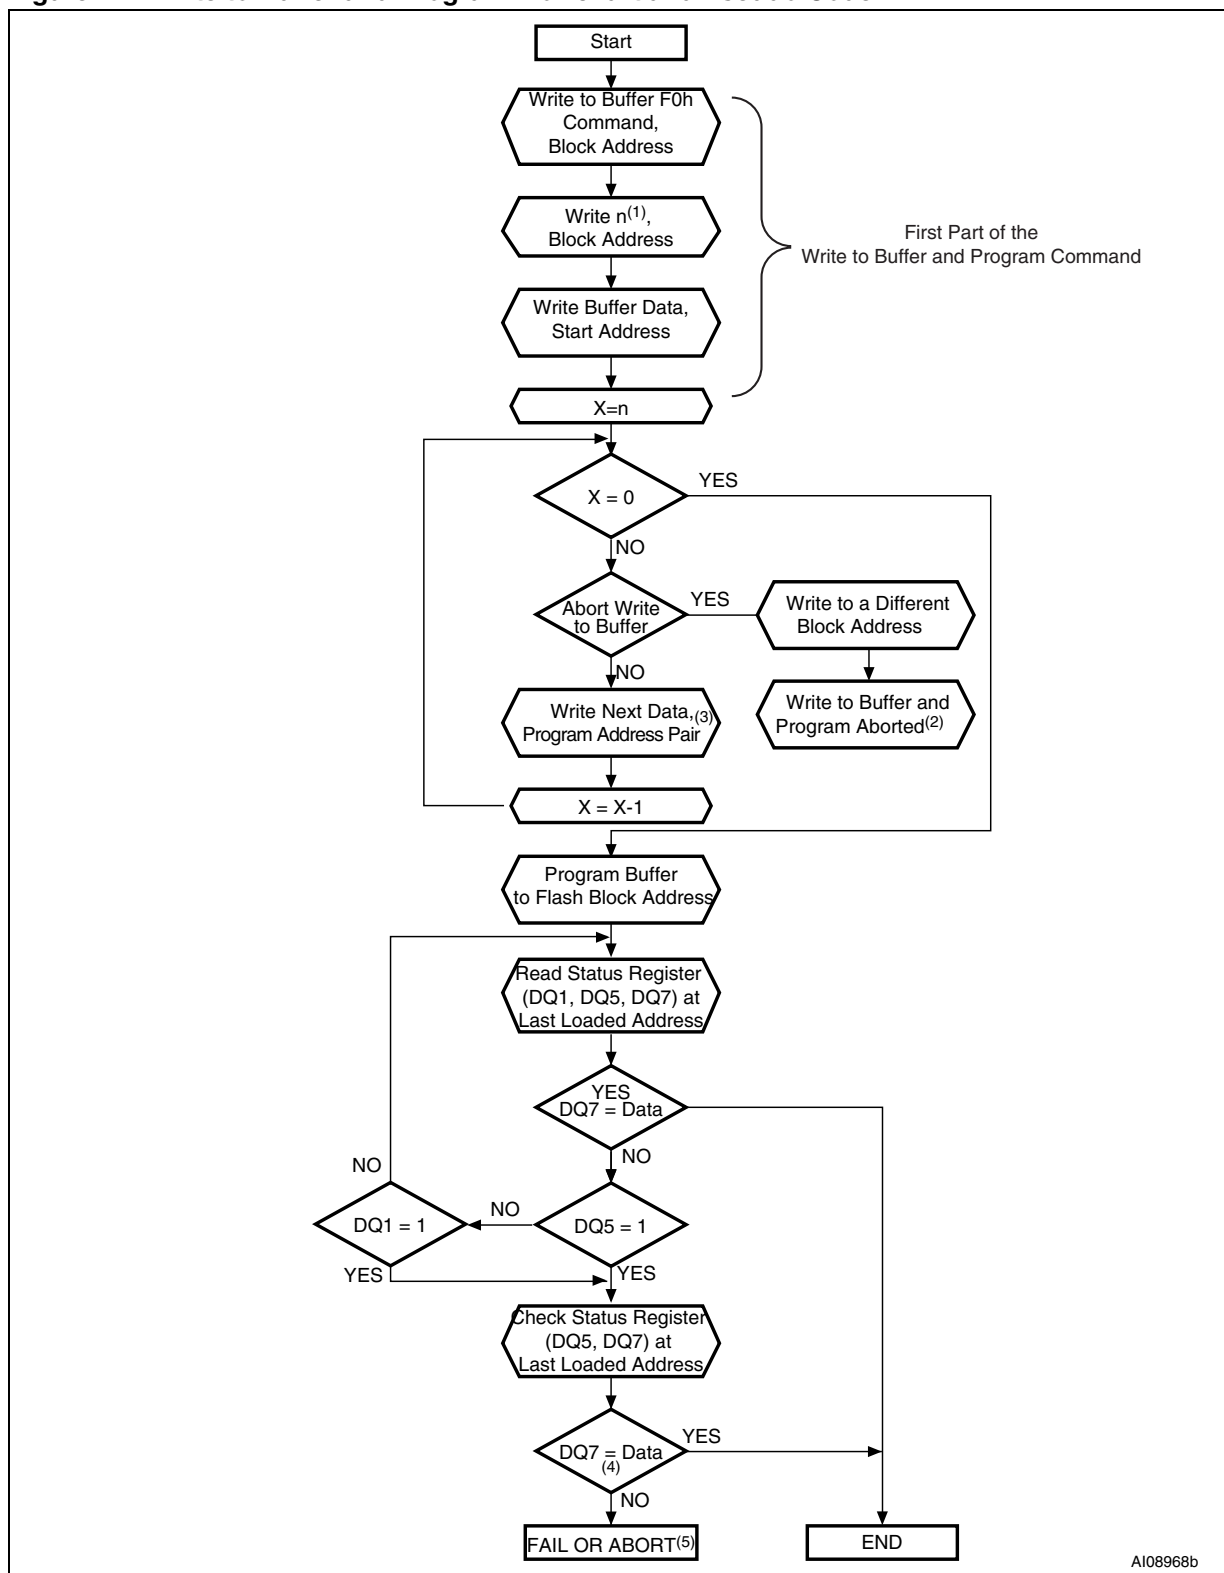 Start
Write to Buffer F0h
Command,
Block Address
Write n(1),
Block Address
First Part of the
Write to Buffer and Program Command
Write Buffer Data,
Start Address
X=n
X = 0
YES
NO
Abort Write
to Buffer
YES
Write to a Different
Block Address
NO
Write Next Data,(3)
Program Address Pair
Write to Buffer and
Program Aborted(2)
X = X-1
Program Buffer
to Flash Block Address
Read Status Register
(DQ1, DQ5, DQ7) at
Last Loaded Address
YES
DQ7 = Data
NO
NO
DQ1 = 1
NO
DQ5 = 1
YES
YES
Check Status Register
(DQ5, DQ7) at
Last Loaded Address
DQ7 = Data
(4)
YES
NO
FAIL OR ABORT(5)
END
AI08968b